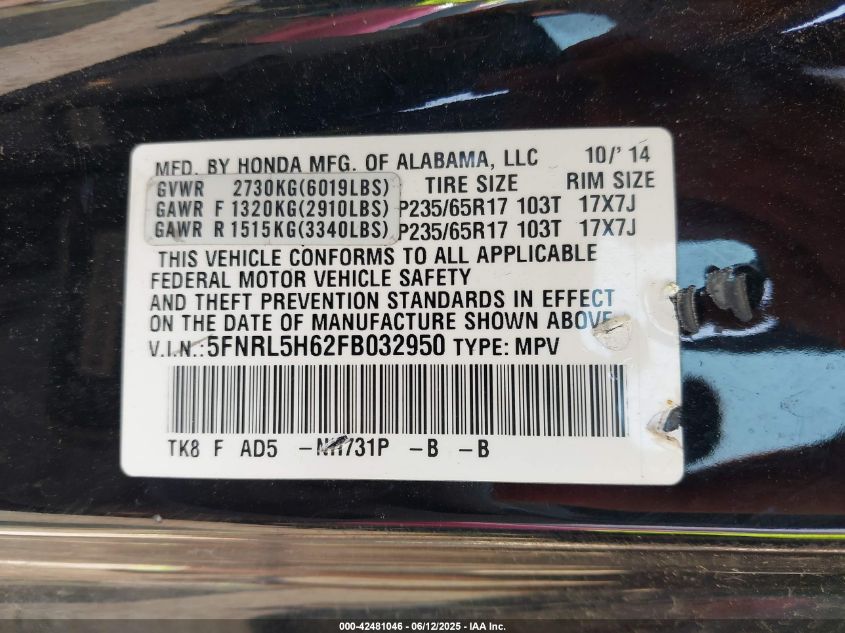 MFD. BY HONDA MFG. OF ALABAMA, LLC 10/'14
GVWR 2730KG(6019LBS) TIRE SIZE RIM SIZE
GAWR F 1320KG(2910LBS) P235/65R17 103T 17X7J
GAWR R 1515KG(3340LBS) P235/65R17 103T 17X7J
THIS VEHICLE CONFORMS TO ALL APPLICABLE
FEDERAL MOTOR VEHICLE SAFETY
AND THEFT PREVENTION STANDARDS IN EFFECT
ON THE DATE OF MANUFACTURE SHOWN ABOVE.
V.I.N.: 5FNRL5H62FB032950 TYPE: MPV
TK8 F AD5 -NH731P -B -B
000-42481046 - 06/12/2025 - IAA Inc.